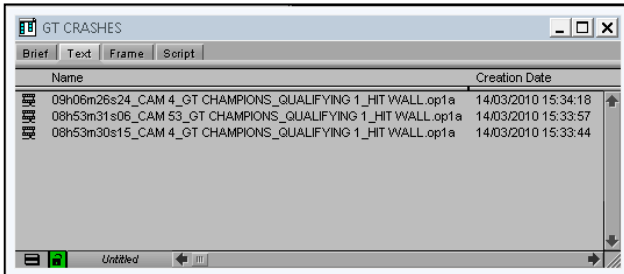 GT CRASHES
Brief Text Frame Script
Name Creation Date
09h06m26s24_CAM 4_GT CHAMPIONS_QUALIFYING 1_HIT WALL.op1a 14/03/2010 15:34:18
08h53m31s06_CAM 53_GT CHAMPIONS_QUALIFYING 1_HIT WALL.op1a 14/03/2010 15:33:57
08h53m30s15_CAM 4_GT CHAMPIONS_QUALIFYING 1_HIT WALL.op1a 14/03/2010 15:33:44
Untitled